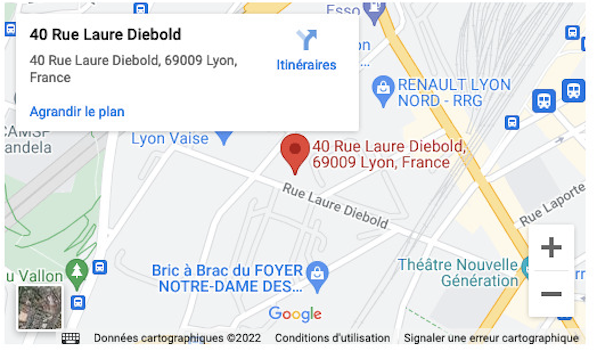 Esso
40 Rue Laure Diebold
40 Rue Laure Diebold, 69009 Lyon,
France
Itinéraires
Agrandir le plan
RENAULT LYON
NORD - RRG
CAMSP
andela
Lyon Vaise
40 Rue Laure Diebold,
69009 Lyon, France
Rue Laure Diebold
Rue Laporte
u Vallon
Bric à Brac du FOYER
NOTRE-DAME DES...
Théâtre Nouvelle
Génération
Google
Données cartographiques ©2022
Conditions d'utilisation
Signaler une erreur cartographique